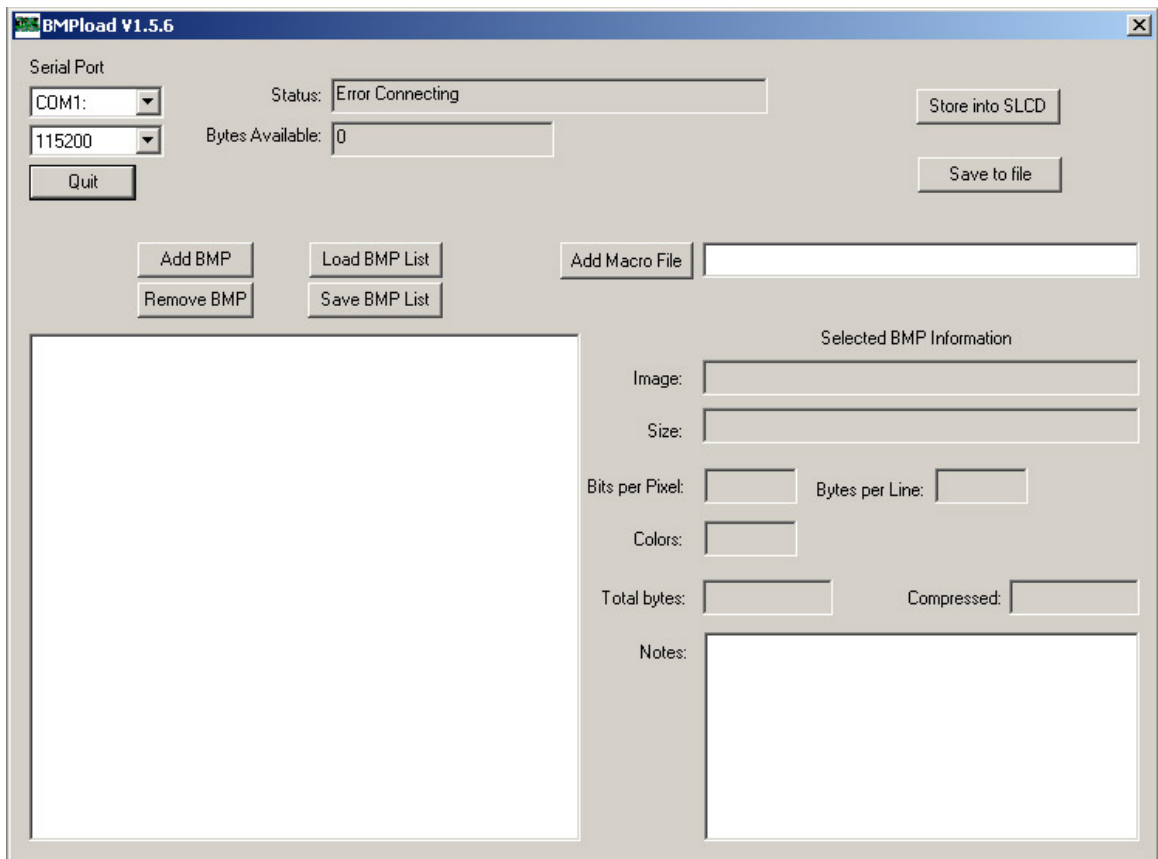 BMPload V1.5.6
Serial Port
COM1:
115200
Quit
Status: Error Connecting
Bytes Available: 0
Store into SLCD
Save to file
Add BMP
Load BMP List
Remove BMP
Save BMP List
Add Macro File
Selected BMP Information
Image:
Size:
Bits per Pixel:
Bytes per Line:
Colors:
Total bytes:
Compressed:
Notes: